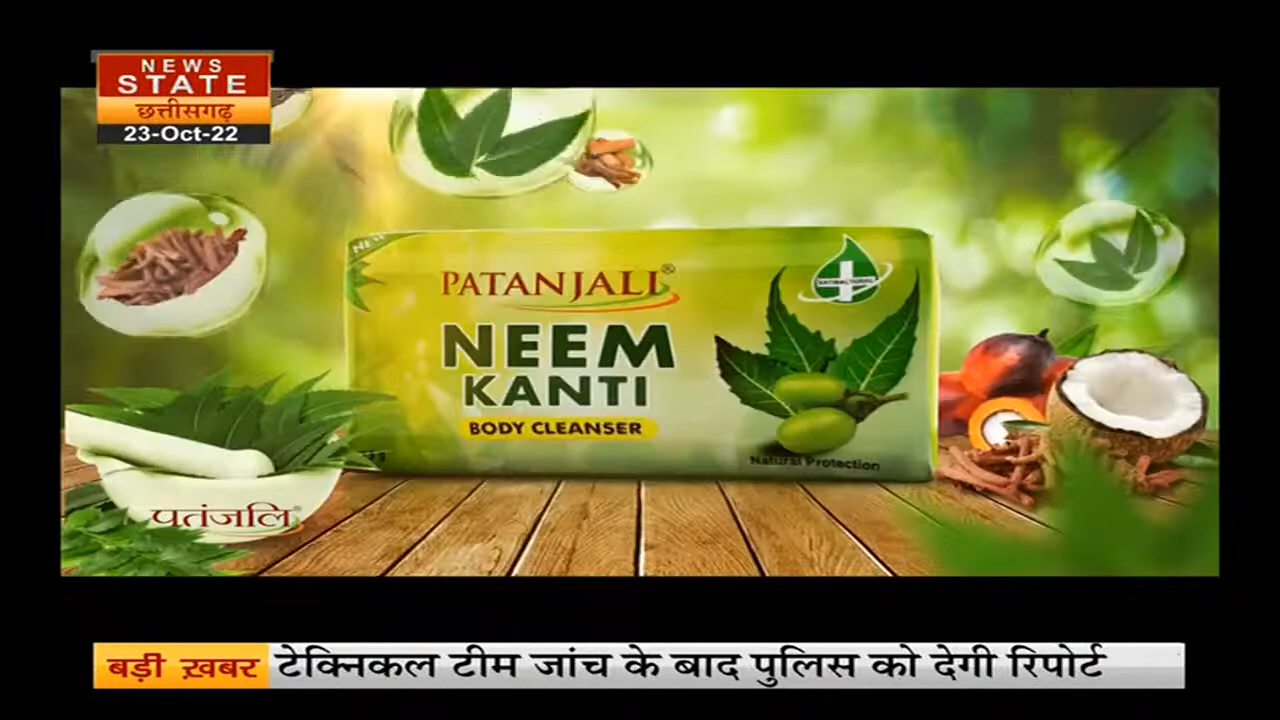 NEWS
STATE
छत्तीसगढ़
23-Oct-22
NEW
PATANJALI®
NEEM
KANTI
BODY CLEANSER
ANTIBACTERIAL
Natural Protection
पतंजलि®
बड़ी ख़बर टेक्निकल टीम जांच के बाद पुलिस को देगी रिपोर्ट